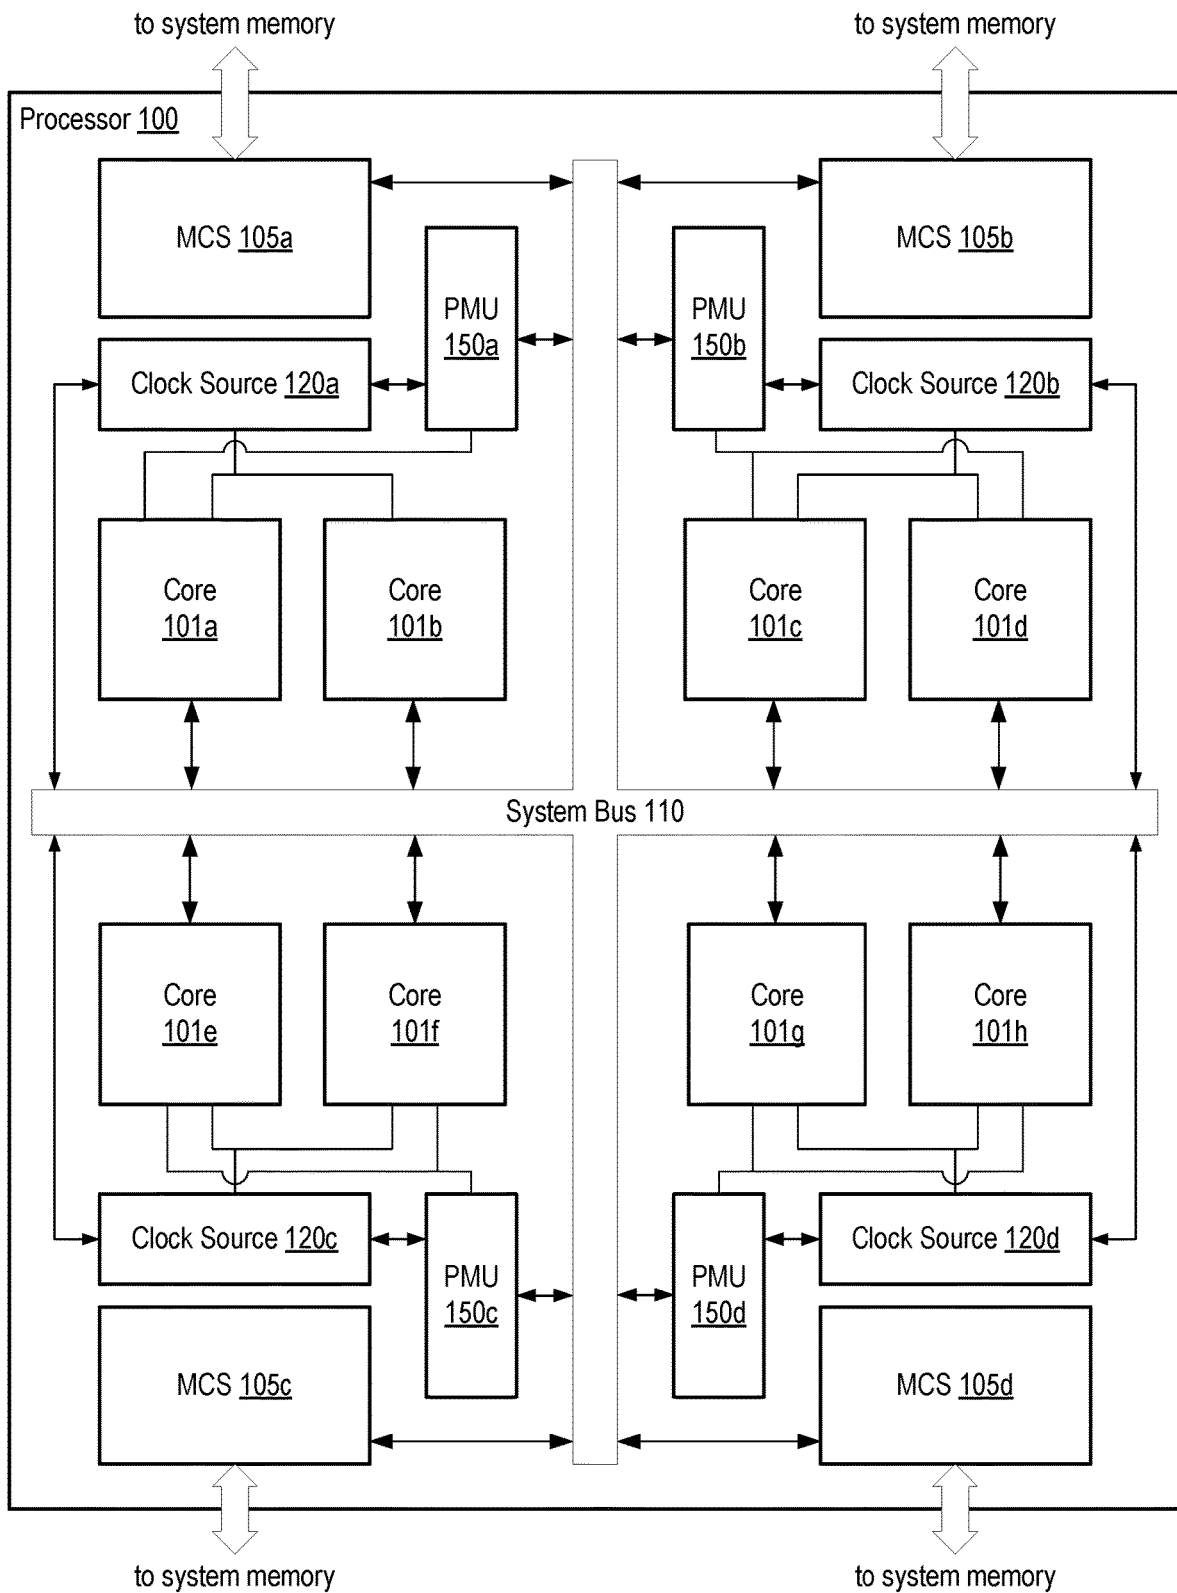 to system memory
to system memory
Processor 100
MCS 105a
MCS 105b
PMU
150a
PMU
150b
Clock Source 120a
Clock Source 120b
Core
101a
Core
101b
Core
101c
Core
101d
System Bus 110
Core
101e
Core
101f
Core
101g
Core
101h
Clock Source 120c
Clock Source 120d
PMU
150c
PMU
150d
MCS 105c
MCS 105d
to system memory
to system memory